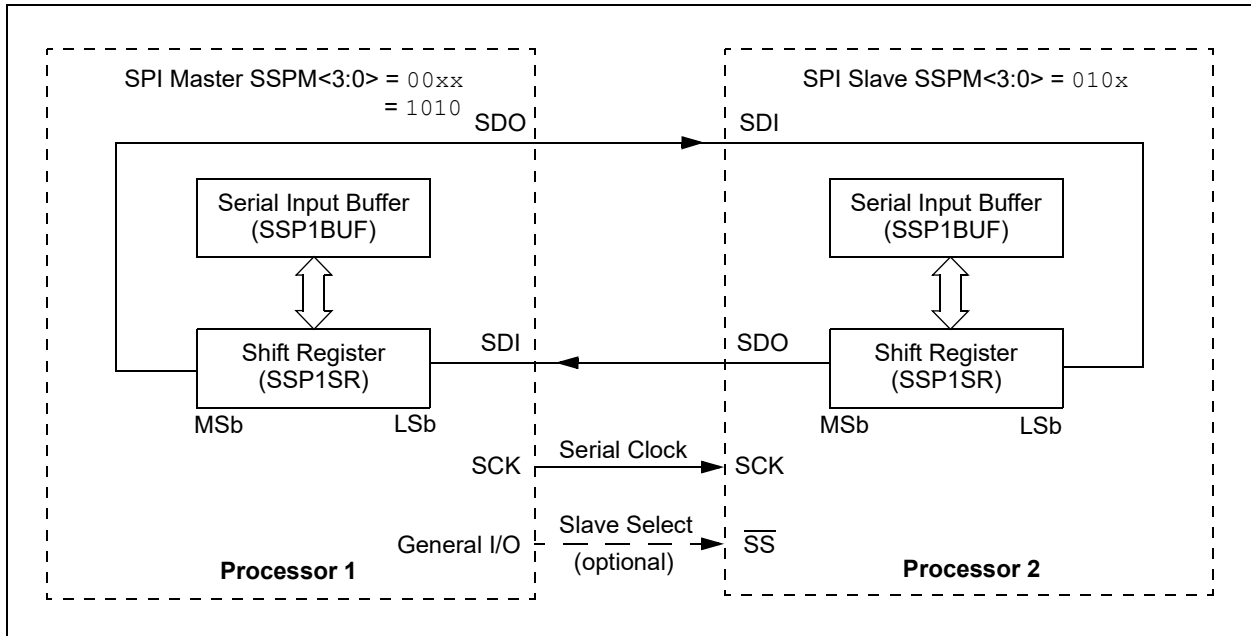 SPI Master SSPM<3:0> = 00xx
= 1010
SDO
Serial Input Buffer
(SSP1BUF)
Shift Register
(SSP1SR)
MSb
LSb
SDI
SCK
General I/O
Processor 1
Serial Clock
Slave Select
(optional)
SPI Slave SSPM<3:0> = 010x
SDI
Serial Input Buffer
(SSP1BUF)
SDO
Shift Register
(SSP1SR)
MSb
LSb
SCK
S̅S̅
Processor 2